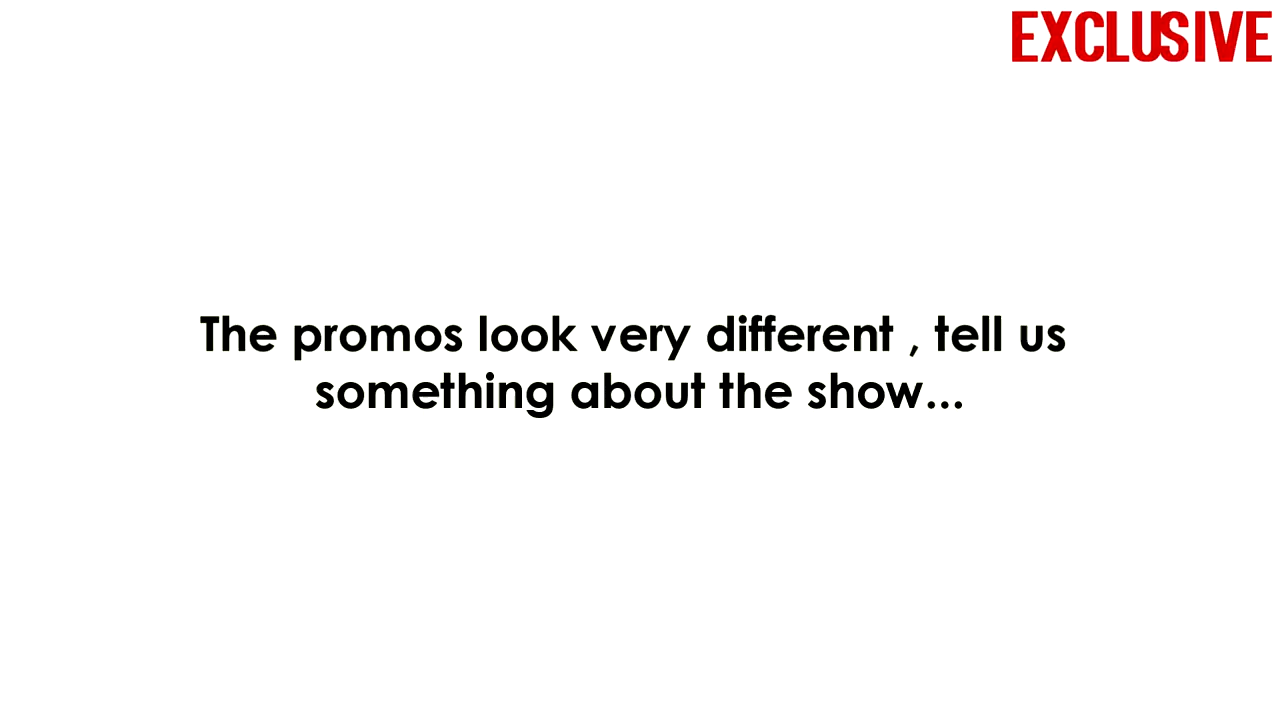 EXCLUSIVE
The promos look very different , tell us
something about the show...